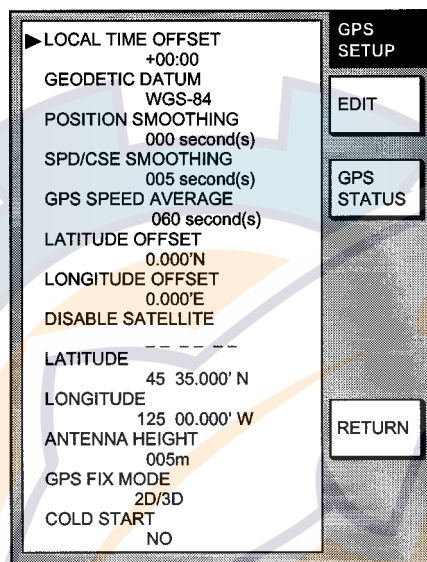 ▶LOCAL TIME OFFSET
+00:00
GEODETIC DATUM
WGS-84
POSITION SMOOTHING
000 second(s)
SPD/CSE SMOOTHING
005 second(s)
GPS SPEED AVERAGE
060 second(s)
LATITUDE OFFSET
0.000'N
LONGITUDE OFFSET
0.000'E
DISABLE SATELLITE
_ _ _ _ _
LATITUDE
45 35.000' N
LONGITUDE
125 00.000' W
ANTENNA HEIGHT
005m
GPS FIX MODE
2D/3D
COLD START
NO
GPS
SETUP
EDIT
GPS
STATUS
RETURN